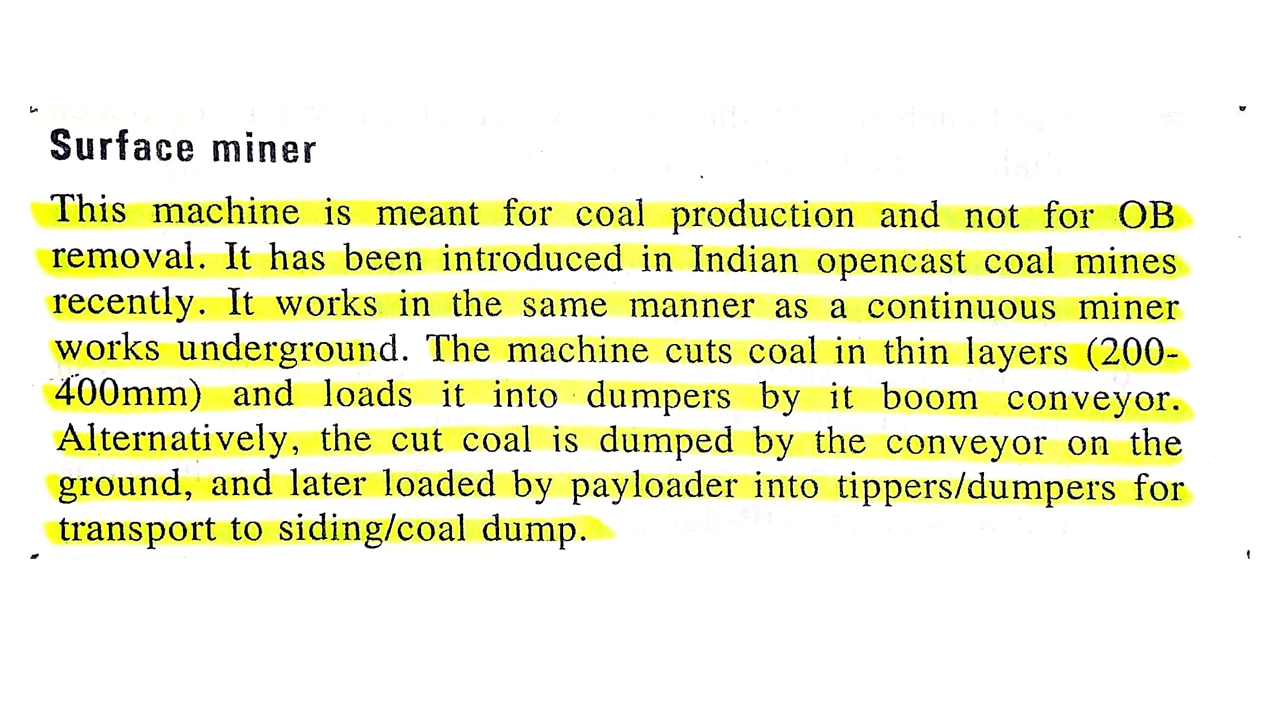 Surface miner
This machine is meant for coal production and not for OB
removal. It has been introduced in Indian opencast coal mines
recently. It works in the same manner as a continuous miner
works underground. The machine cuts coal in thin layers (200-
400mm) and loads it into dumpers by it boom conveyor.
Alternatively, the cut coal is dumped by the conveyor on the
ground, and later loaded by payloader into tippers/dumpers for
transport to siding/coal dump.